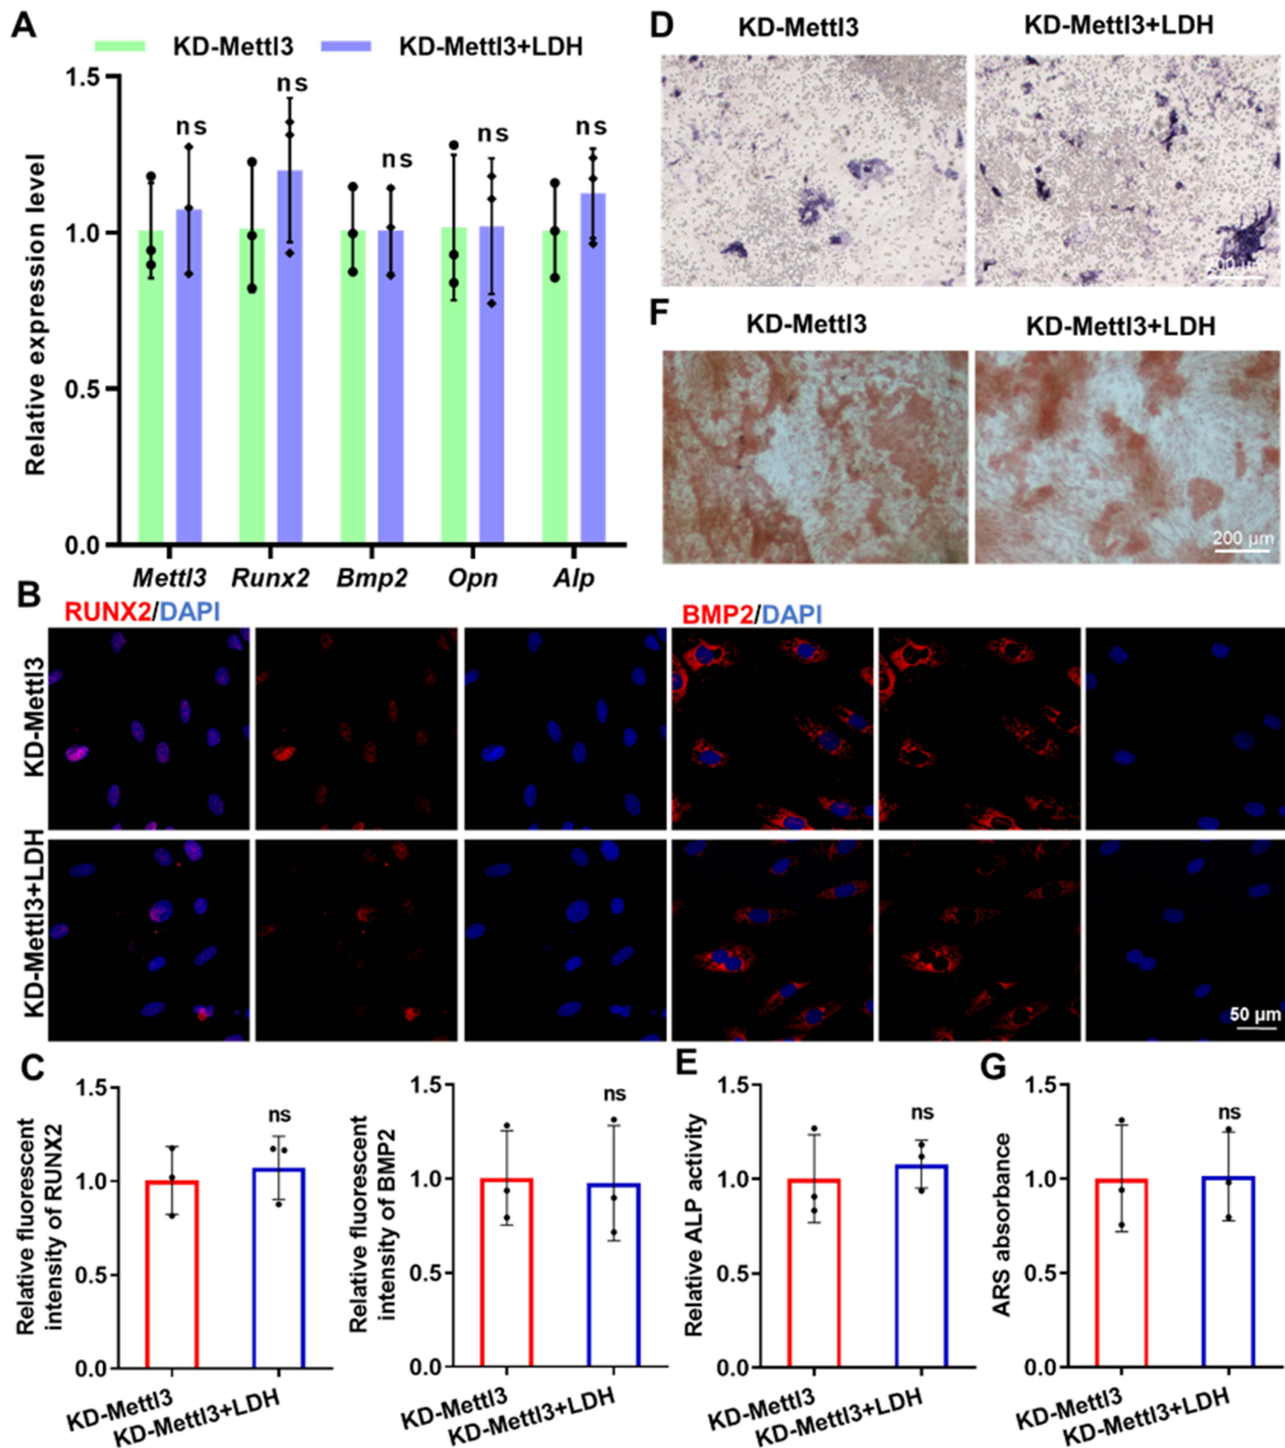 A
KD-Mettl3 KD-Mettl3+LDH
Relative expression level
1.5
1.0
0.5
0.0
ns ns ns ns ns
Mettl3 Runx2 Bmp2 Opn Alp
D
KD-Mettl3 KD-Mettl3+LDH
F
KD-Mettl3 KD-Mettl3+LDH
200 μm
B
RUNX2/DAPI BMP2/DAPI
KD-Mettl3
KD-Mettl3+LDH
50 μm
C
Relative fluorescent
intensity of RUNX2
1.5
1.0
0.5
0.0
ns
KD-Mettl3
KD-Mettl3+LDH
Relative fluorescent
intensity of BMP2
1.5
1.0
0.5
0.0
ns
KD-Mettl3
KD-Mettl3+LDH
E
Relative ALP activity
1.5
1.0
0.5
0.0
ns
KD-Mettl3
KD-Mettl3+LDH
G
ARS absorbance
1.5
1.0
0.5
0.0
ns
KD-Mettl3
KD-Mettl3+LDH